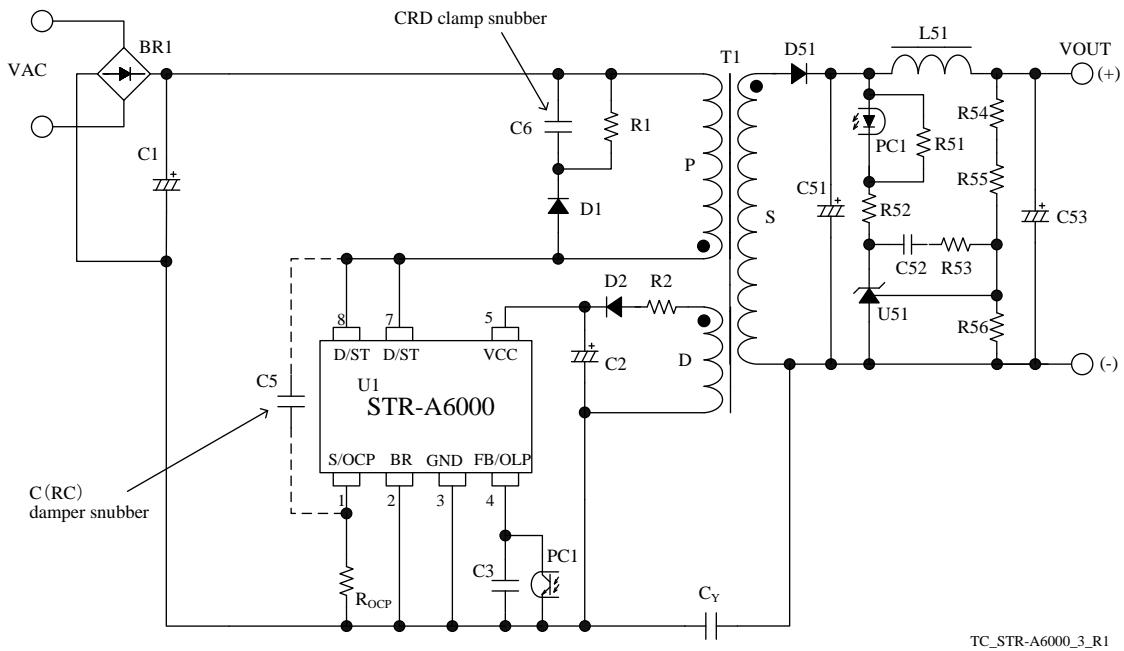 CRD clamp snubber
VAC
BR1
C1
C6
R1
D1
T1
P
S
D51
L51
VOUT
(+)
PC1
R51
R54
R55
C51
R52
C52
R53
C53
U51
R56
(-)
D2
R2
C2
D
8
7
5
D/ST
D/ST
VCC
C5
U1
STR-A6000
S/OCP
BR
GND
FB/OLP
1
2
3
4
C(RC)
damper snubber
ROCP
C3
PC1
CY
+
+
+
+
TC_STR-A6000_3_R1